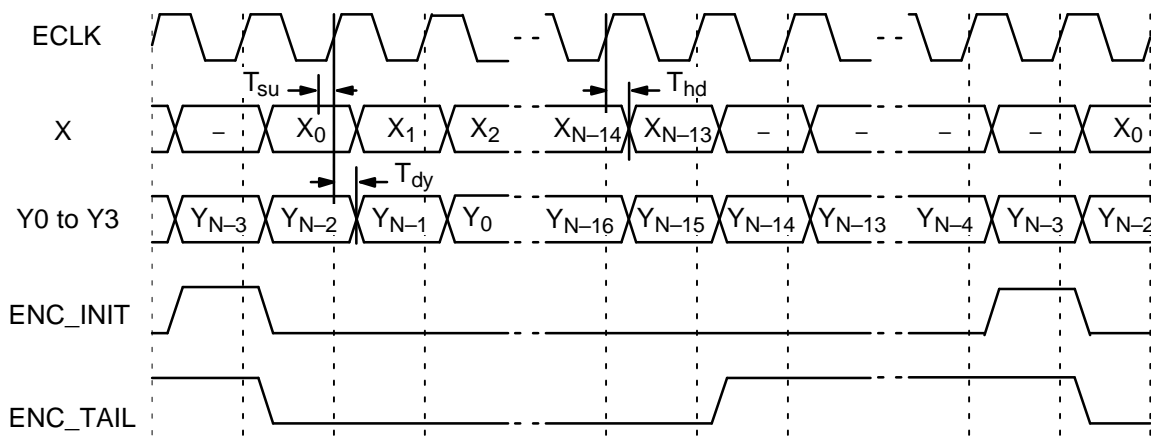 ECLK
T_su
T_hd
X
– X_0 X_1 X_2 X_N–14 X_N–13 – – – – X_0
T_dy
Y0 to Y3
Y_N–3 Y_N–2 Y_N–1 Y_0 Y_N–16 Y_N–15 Y_N–14 Y_N–13 Y_N–4 Y_N–3 Y_N–2
ENC_INIT
ENC_TAIL